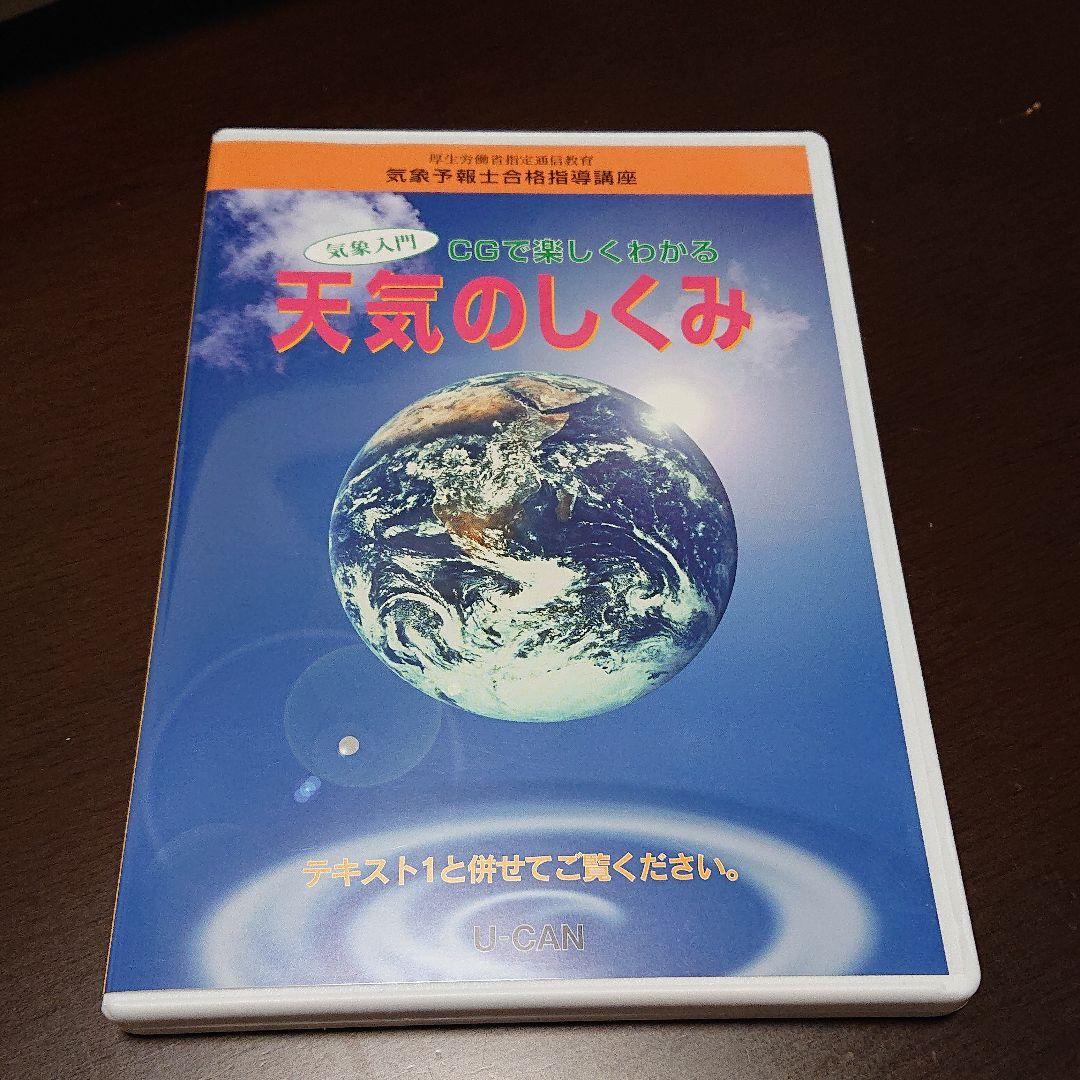 厚生労働省指定通信教育
気象予報士合格指導講座
気象入門
CGで楽しくわかる
天気のしくみ
テキスト1と併せてご覧ください。
U-CAN